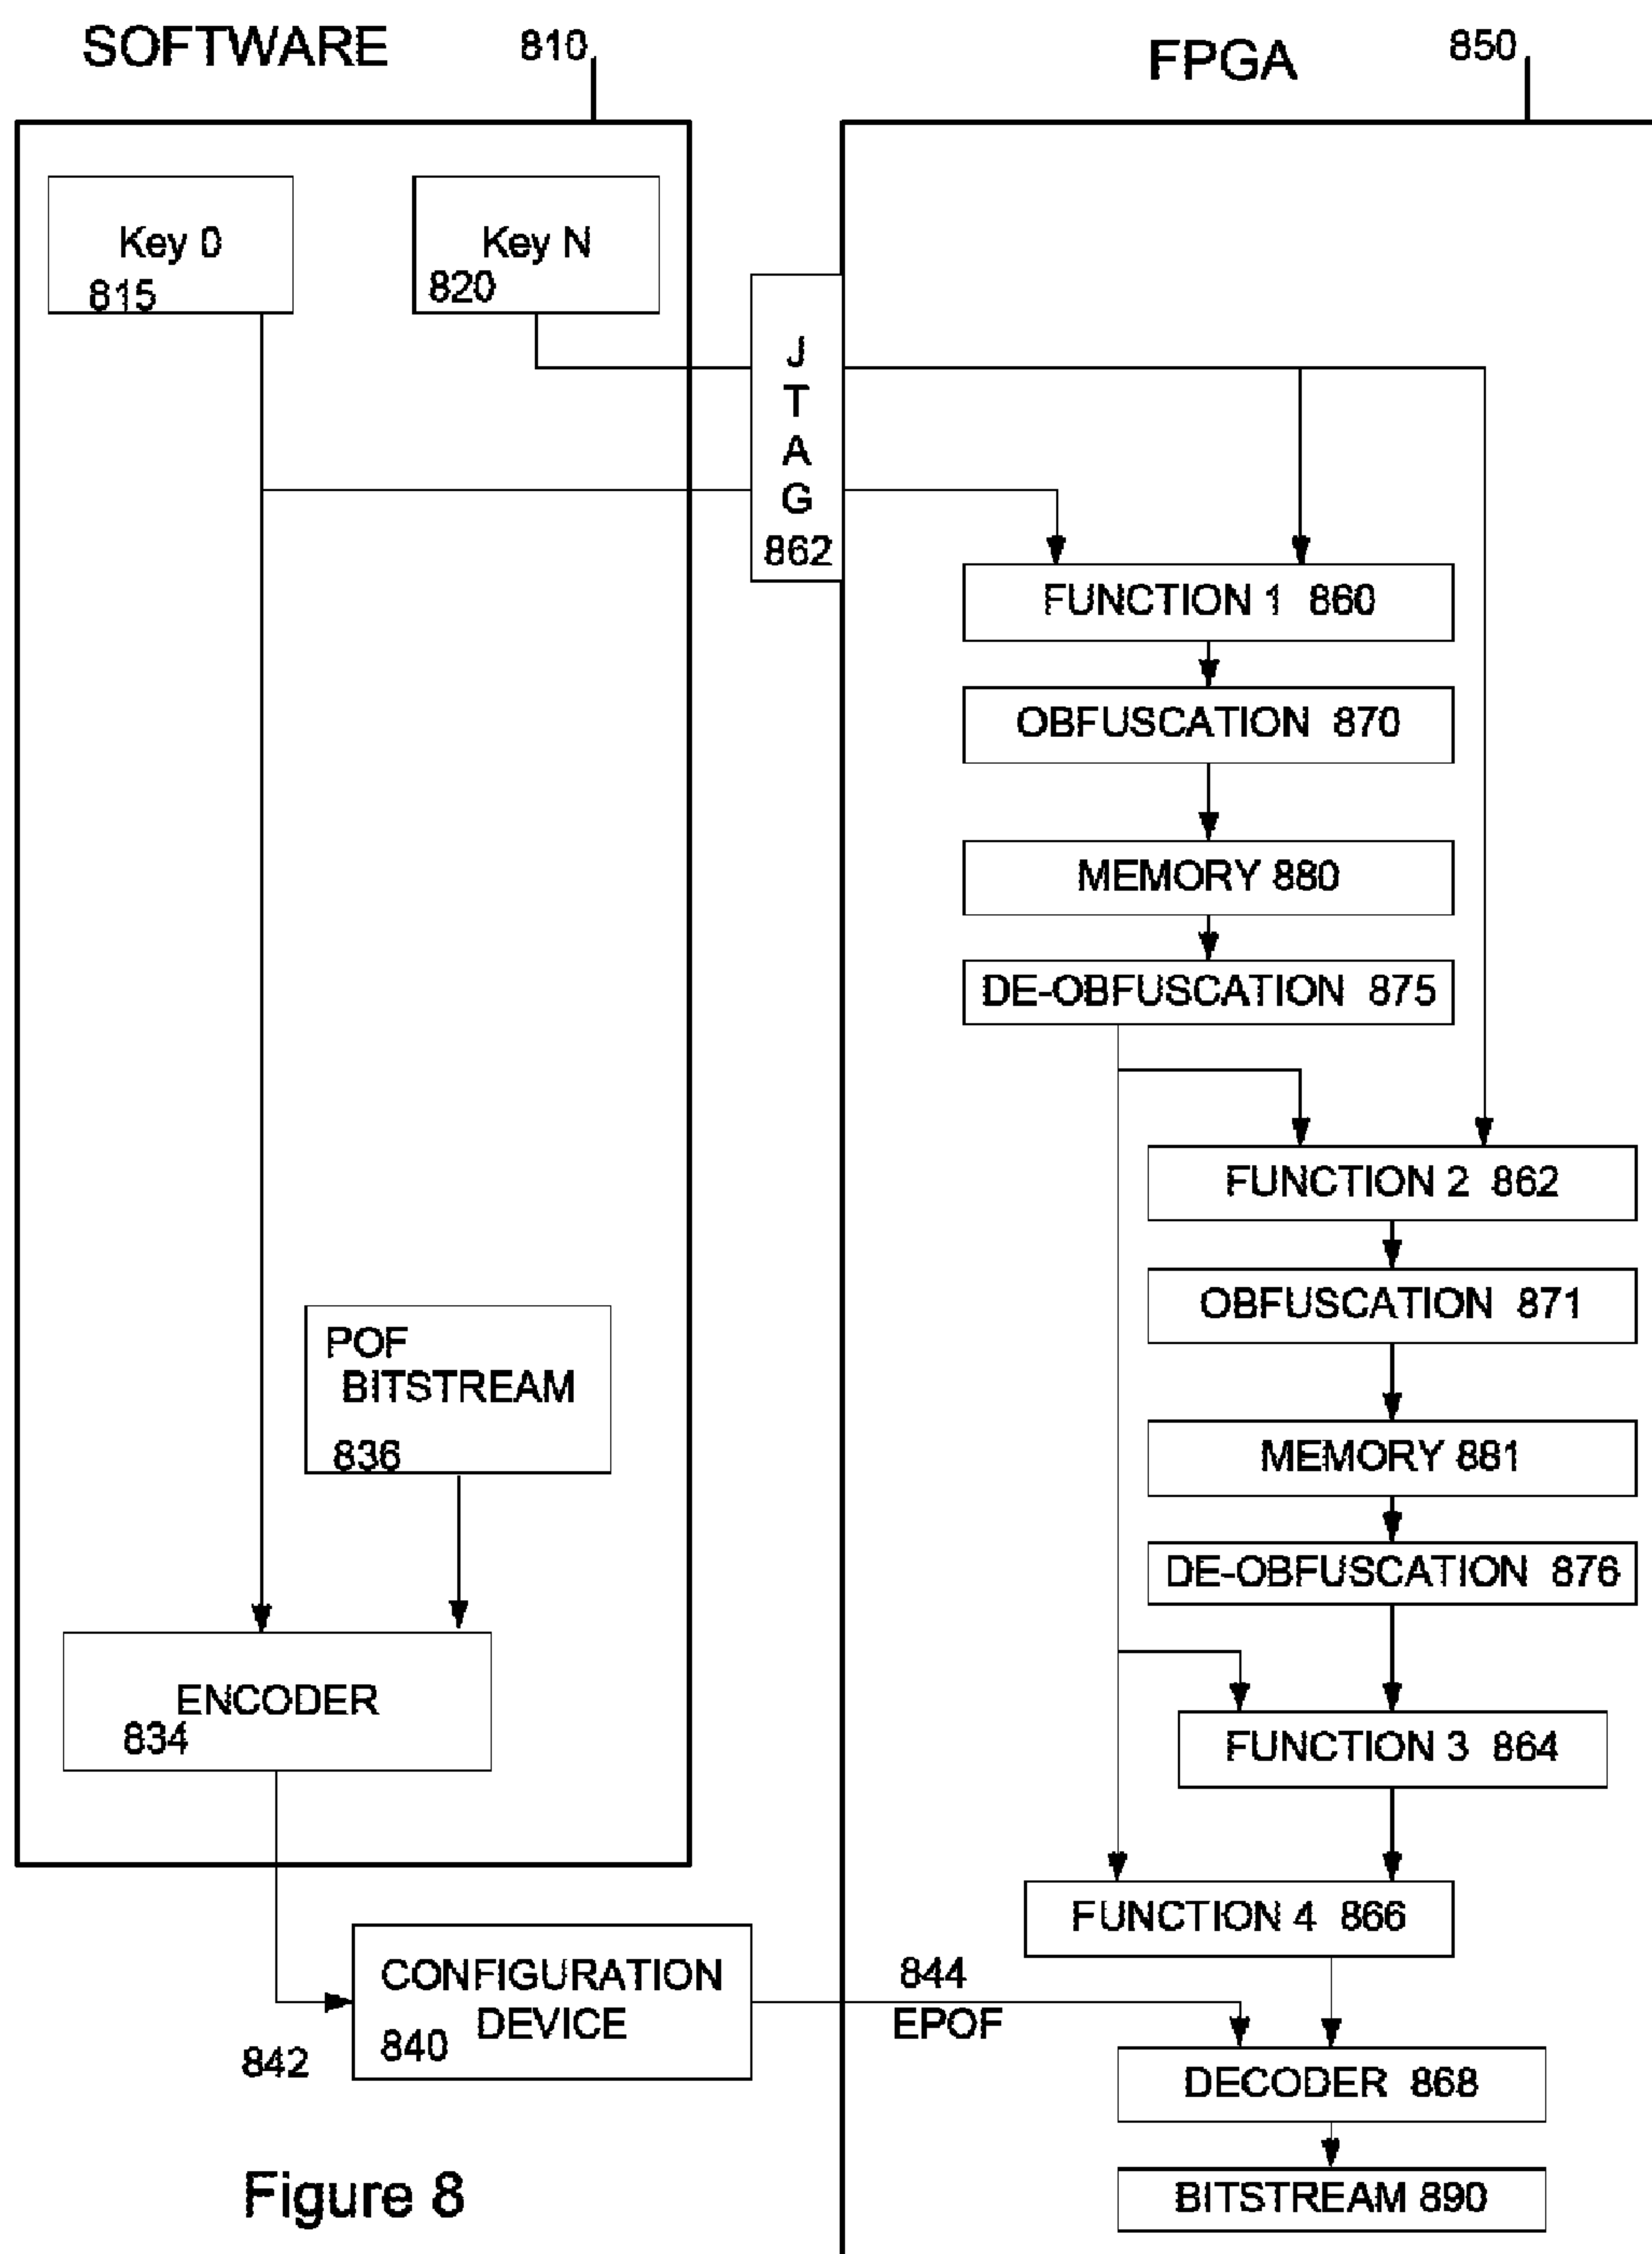 SOFTWARE
810
FPGA
850
Key 0
815
Key N
820
J
T
A
G
862
FUNCTION 1 860
OBFUSCATION 870
MEMORY 880
DE-OBFUSCATION 875
FUNCTION 2 862
OBFUSCATION 871
MEMORY 881
DE-OBFUSCATION 876
FUNCTION 3 864
FUNCTION 4 866
POF
BITSTREAM
836
ENCODER
834
CONFIGURATION
DEVICE
840
842
844
EPOF
DECODER 868
BITSTREAM 890
Figure 8